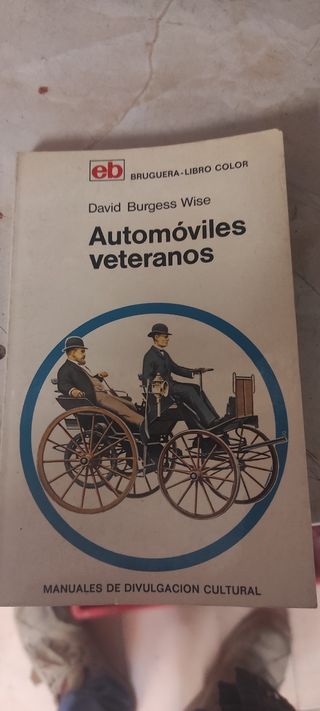 eb BRUGUERA-LIBRO COLOR
David Burgess Wise
Automóviles
veteranos
MANUALES DE DIVULGACION CULTURAL